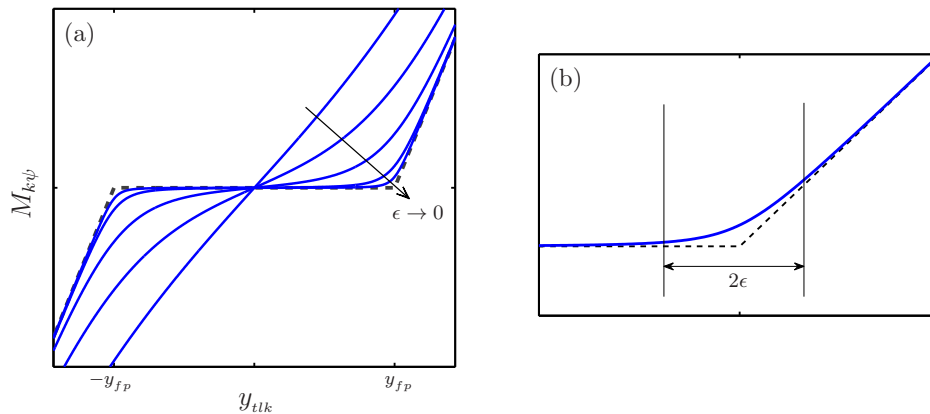 (a)
M_{kψ}
ϵ → 0
−y_{fp}
y_{fp}
y_{tlk}
(b)
2ϵ